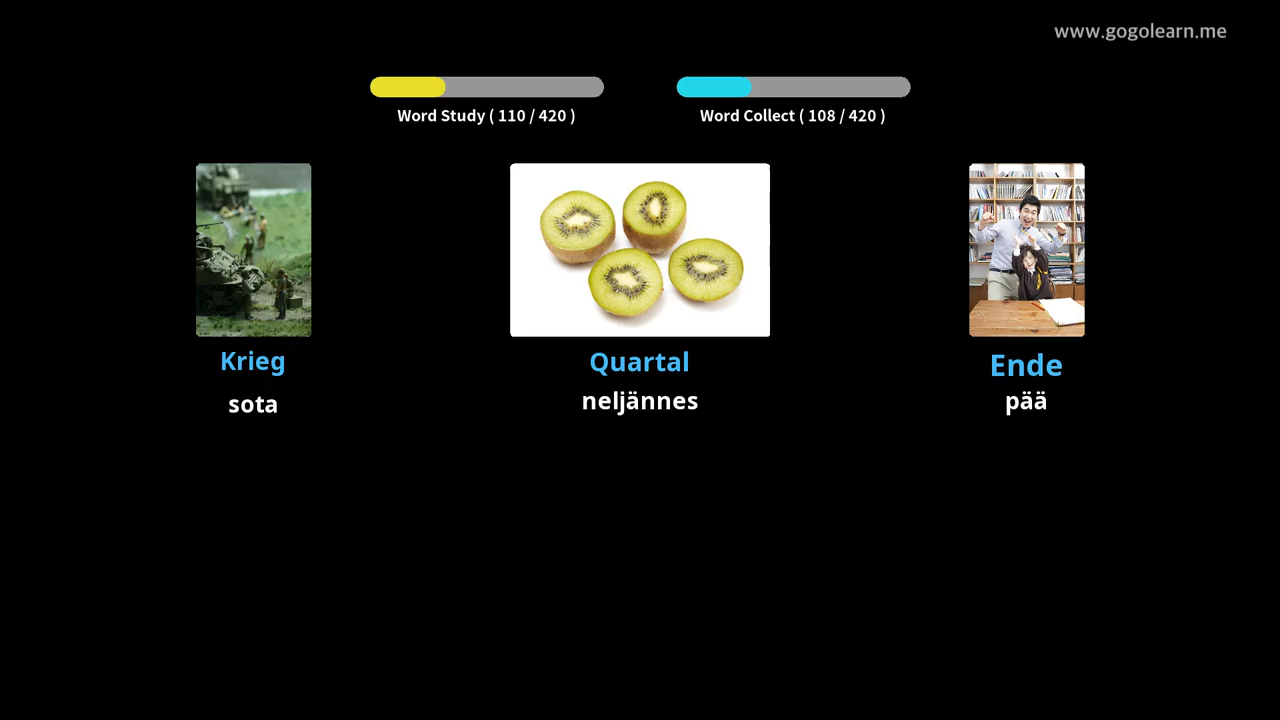 www.gogolearn.me
Word Study ( 110 / 420 )
Word Collect ( 108 / 420 )
Krieg
sota
Quartal
neljännes
Ende
pää